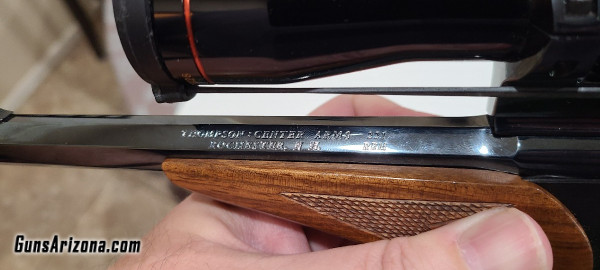 THOMPSON/CENTER ARMS
ROCHESTER, N.H.
GunsArizona.com